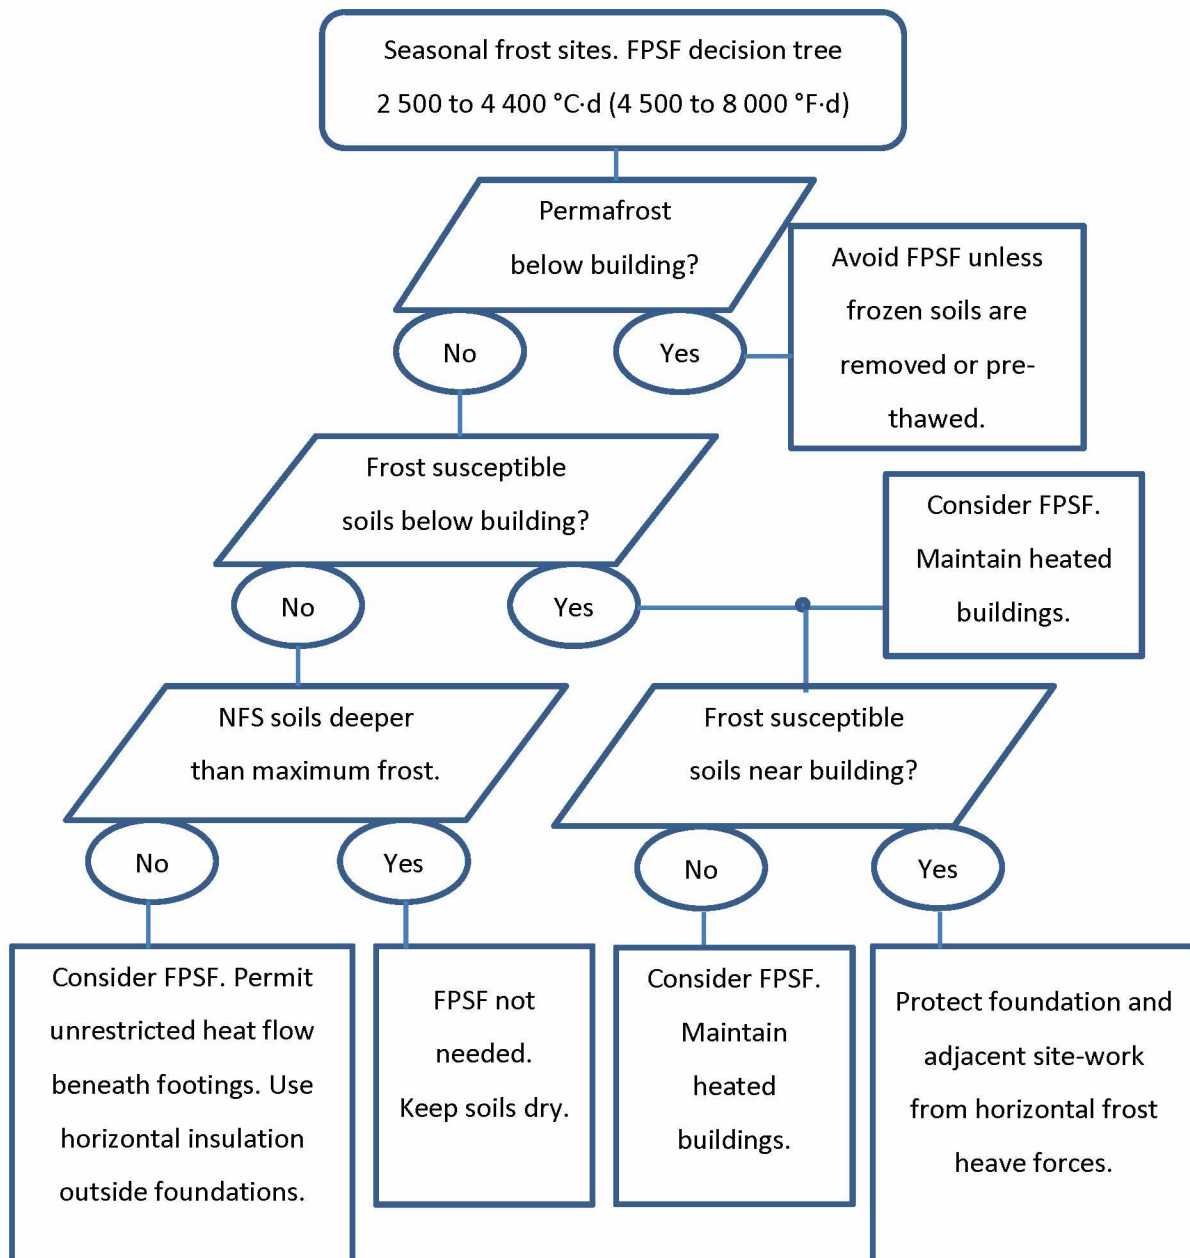 Seasonal frost sites. FPSF decision tree
2 500 to 4 400 °C·d (4 500 to 8 000 °F·d)
Permafrost
below building?
No
Yes
Avoid FPSF unless
frozen soils are
removed or pre-
thawed.
Frost susceptible
soils below building?
No
Yes
Consider FPSF.
Maintain heated
buildings.
NFS soils deeper
than maximum frost.
No
Yes
Frost susceptible
soils near building?
No
Yes
Consider FPSF. Permit
unrestricted heat flow
beneath footings. Use
horizontal insulation
outside foundations.
FPSF not
needed.
Keep soils dry.
Consider FPSF.
Maintain
heated
buildings.
Protect foundation and
adjacent site-work
from horizontal frost
heave forces.